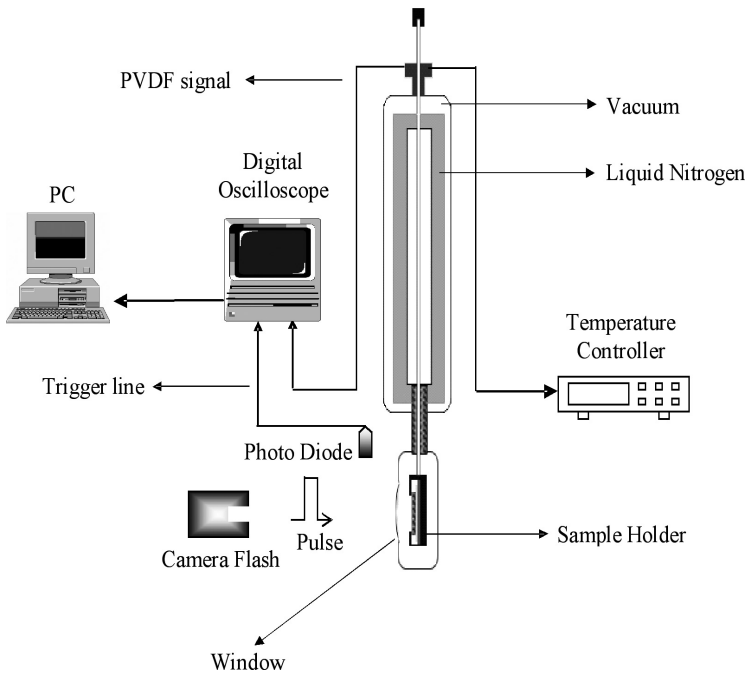 PVDF signal
Vacuum
Digital
Oscilloscope
Liquid Nitrogen
PC
Temperature
Controller
Trigger line
Photo Diode
Pulse
Camera Flash
Sample Holder
Window